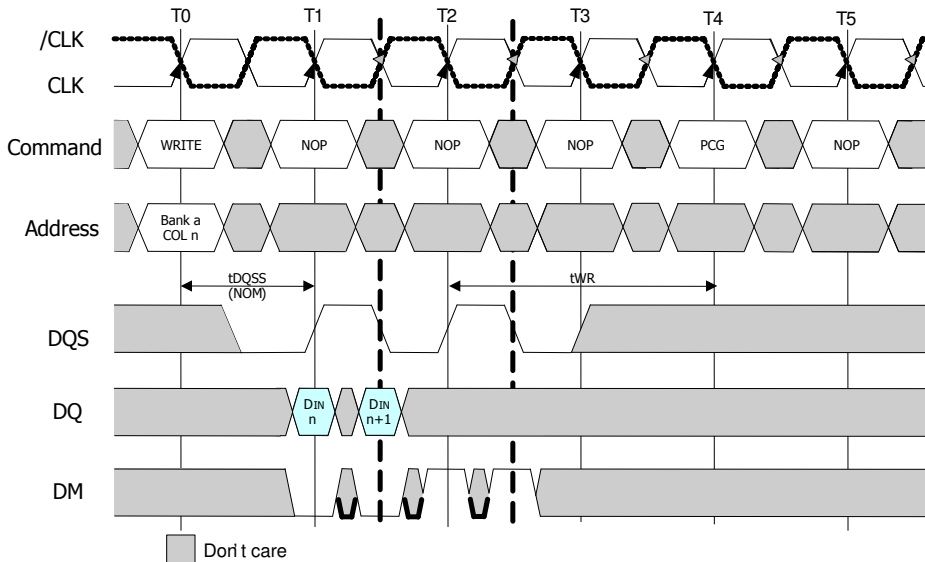 T0 T1 T2 T3 T4 T5
/CLK
CLK
Command WRITE NOP NOP NOP PCG NOP
Address Bank a
COL n
tDQSS
(NOM)
tWR
DQS
DQ DIN
n
DIN
n+1
DM
Don't care